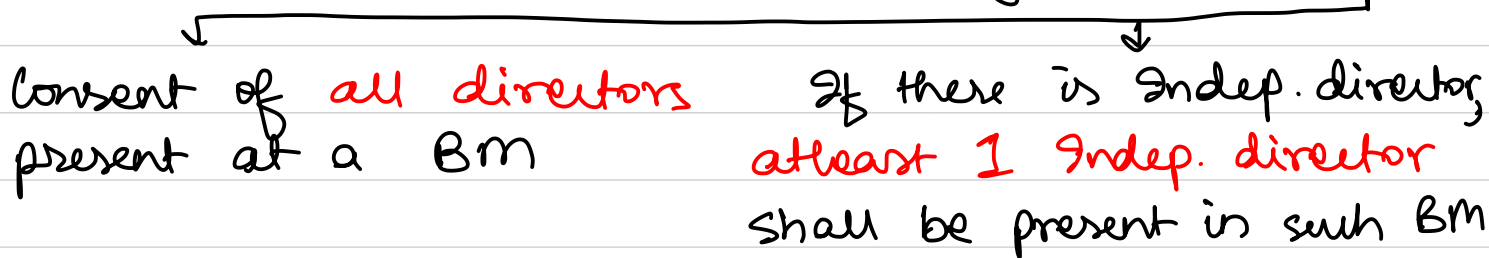 Consent of all directors
present at a BM
If there is Indep. director,
atleast 1 Indep. director
shall be present in such BM